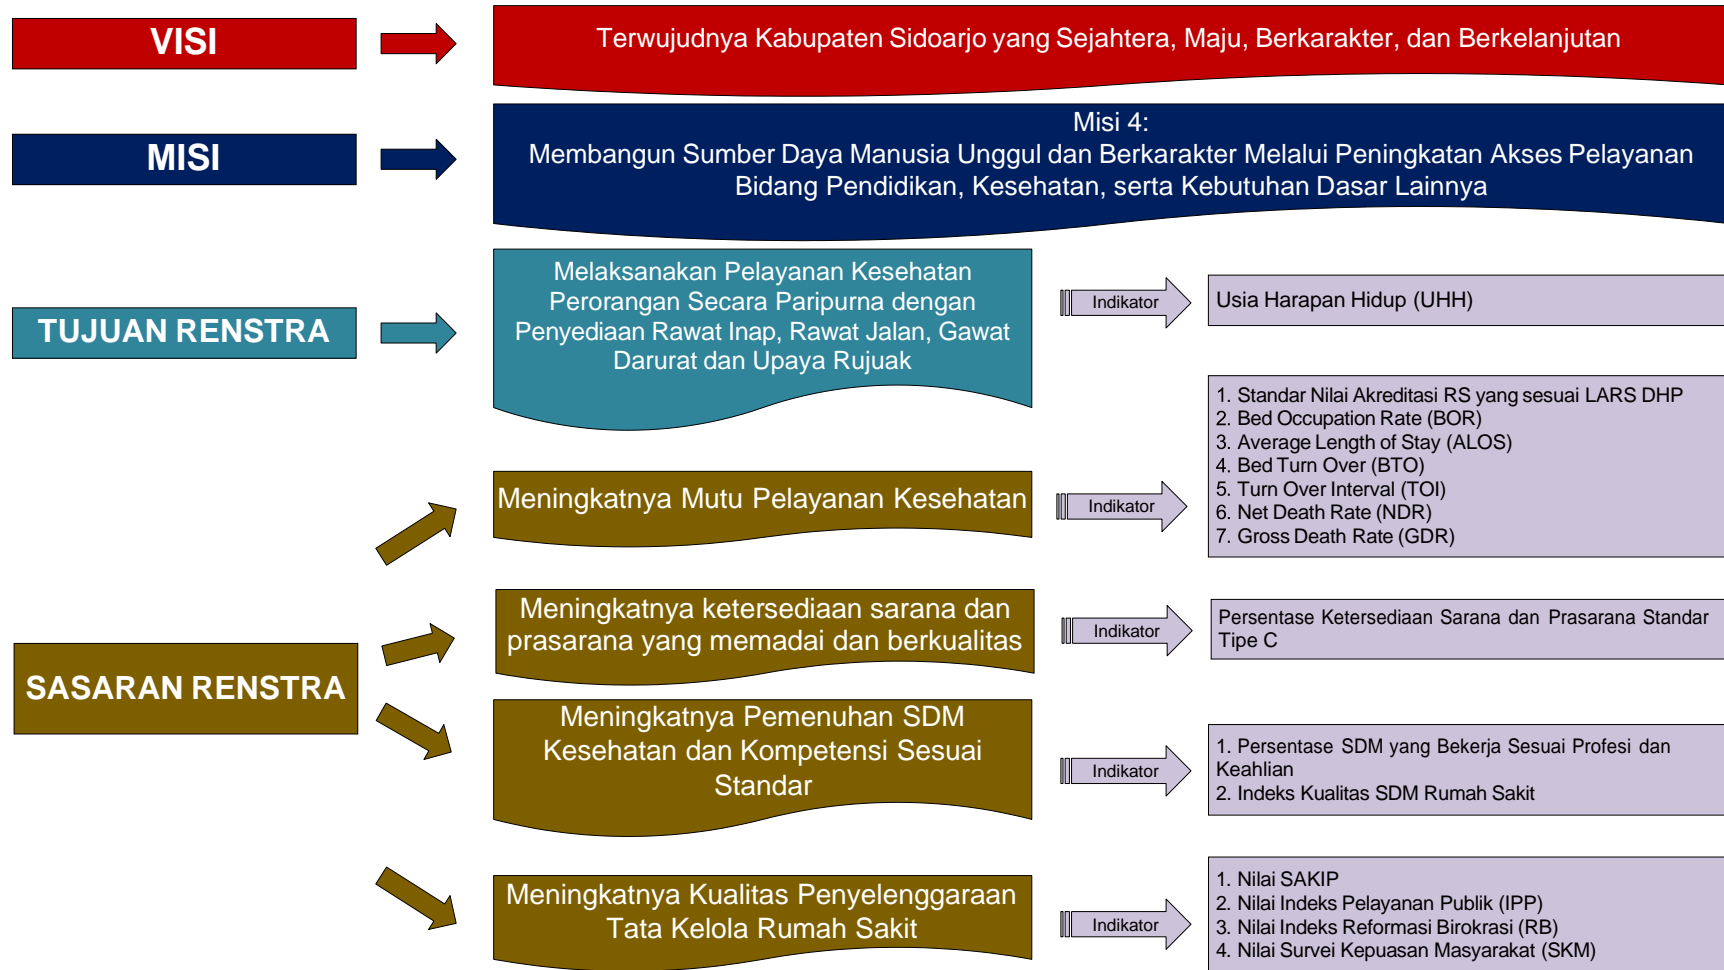 VISI
Terwujudnya Kabupaten Sidoarjo yang Sejahtera, Maju, Berkarakter, dan Berkelanjutan
MISI
Misi 4:
Membangun Sumber Daya Manusia Unggul dan Berkarakter Melalui Peningkatan Akses Pelayanan
Bidang Pendidikan, Kesehatan, serta Kebutuhan Dasar Lainnya
TUJUAN RENSTRA
Melaksanakan Pelayanan Kesehatan
Perorangan Secara Paripurna dengan
Penyediaan Rawat Inap, Rawat Jalan, Gawat
Darurat dan Upaya Rujuak
Indikator
Usia Harapan Hidup (UHH)
SASARAN RENSTRA
Meningkatnya Mutu Pelayanan Kesehatan
Indikator
1. Standar Nilai Akreditasi RS yang sesuai LARS DHP
2. Bed Occupation Rate (BOR)
3. Average Length of Stay (ALOS)
4. Bed Turn Over (BTO)
5. Turn Over Interval (TOI)
6. Net Death Rate (NDR)
7. Gross Death Rate (GDR)
Meningkatnya ketersediaan sarana dan
prasarana yang memadai dan berkualitas
Indikator
Persentase Ketersediaan Sarana dan Prasarana Standar
Tipe C
Meningkatnya Pemenuhan SDM
Kesehatan dan Kompetensi Sesuai
Standar
Indikator
1. Persentase SDM yang Bekerja Sesuai Profesi dan
Keahlian
2. Indeks Kualitas SDM Rumah Sakit
Meningkatnya Kualitas Penyelenggaraan
Tata Kelola Rumah Sakit
Indikator
1. Nilai SAKIP
2. Nilai Indeks Pelayanan Publik (IPP)
3. Nilai Indeks Reformasi Birokrasi (RB)
4. Nilai Survei Kepuasan Masyarakat (SKM)